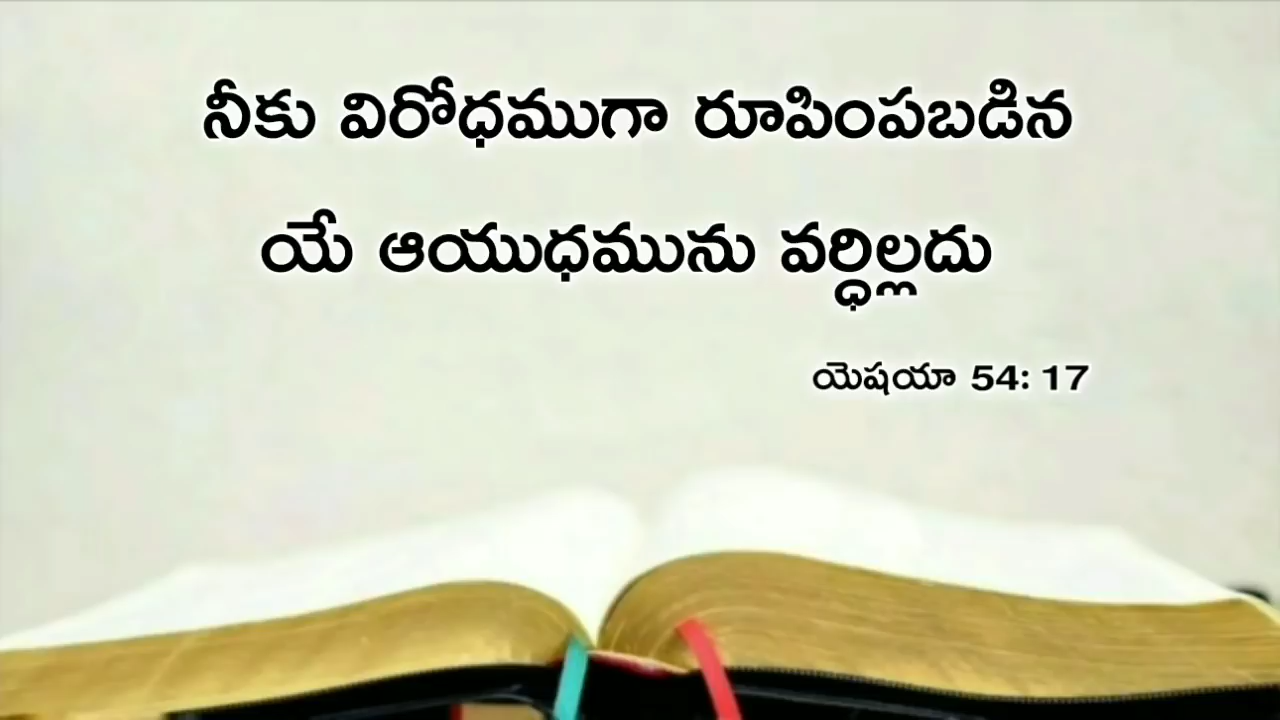 నీకు విరోధముగా రూపింపబడిన
యే ఆయుధమును వర్ధిల్లదు
యెషయా 54: 17